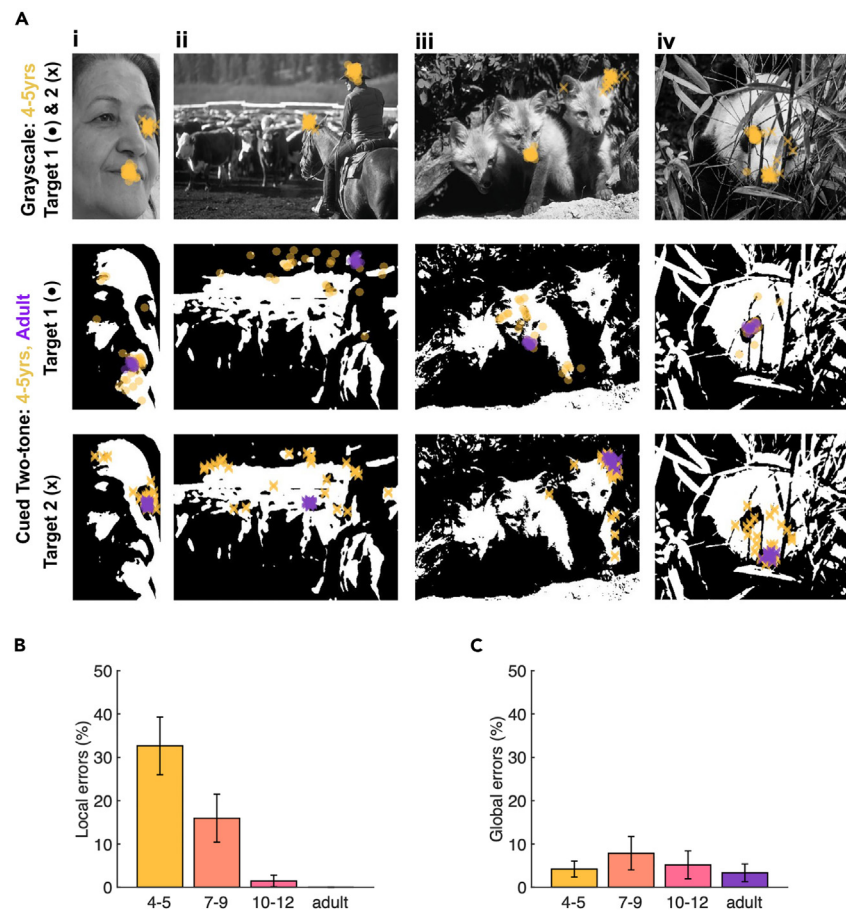 A
i ii iii iv
Grayscale: 4-5yrs
Target 1 (●) & 2 (x)
Cued Two-tone: 4-5yrs, Adult
Target 1 (●)
Target 2 (x)
B
50
40
30
20
10
0
Local errors (%)
4-5 7-9 10-12 adult
C
50
40
30
20
10
0
Global errors (%)
4-5 7-9 10-12 adult